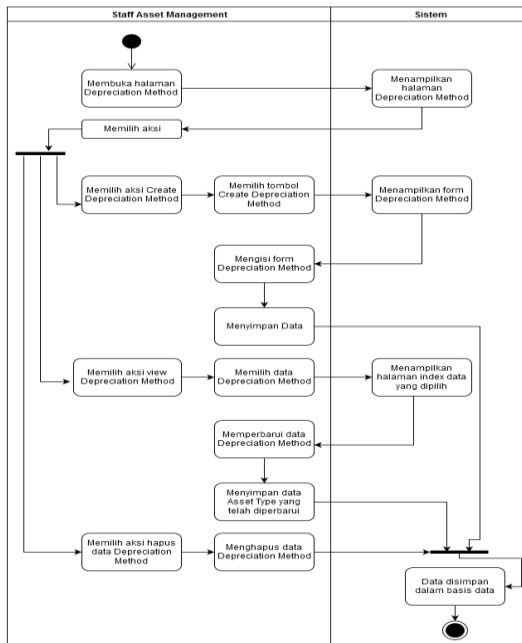 Staff Asset Management
Sistem
Membuka halaman
Depreciation Method
Menampilkan
halaman
Depreciation Method
Memilih aksi
Memilih aksi Create
Depreciation Method
Memilih tombol
Create Depreciation
Method
Menampilkan form
Depreciation Method
Mengisi form
Depreciation Method
Menyimpan Data
Memilih aksi view
Depreciation Method
Memilih data
Depreciation Method
Menampilkan
halaman index data
yang dipilih
Memperbarui data
Depreciation Method
Menyimpan data
Asset Type yang
telah diperbarui
Memilih aksi hapus
data Depreciation
Method
Menghapus data
Depreciation Method
Data disimpan
dalam basis data